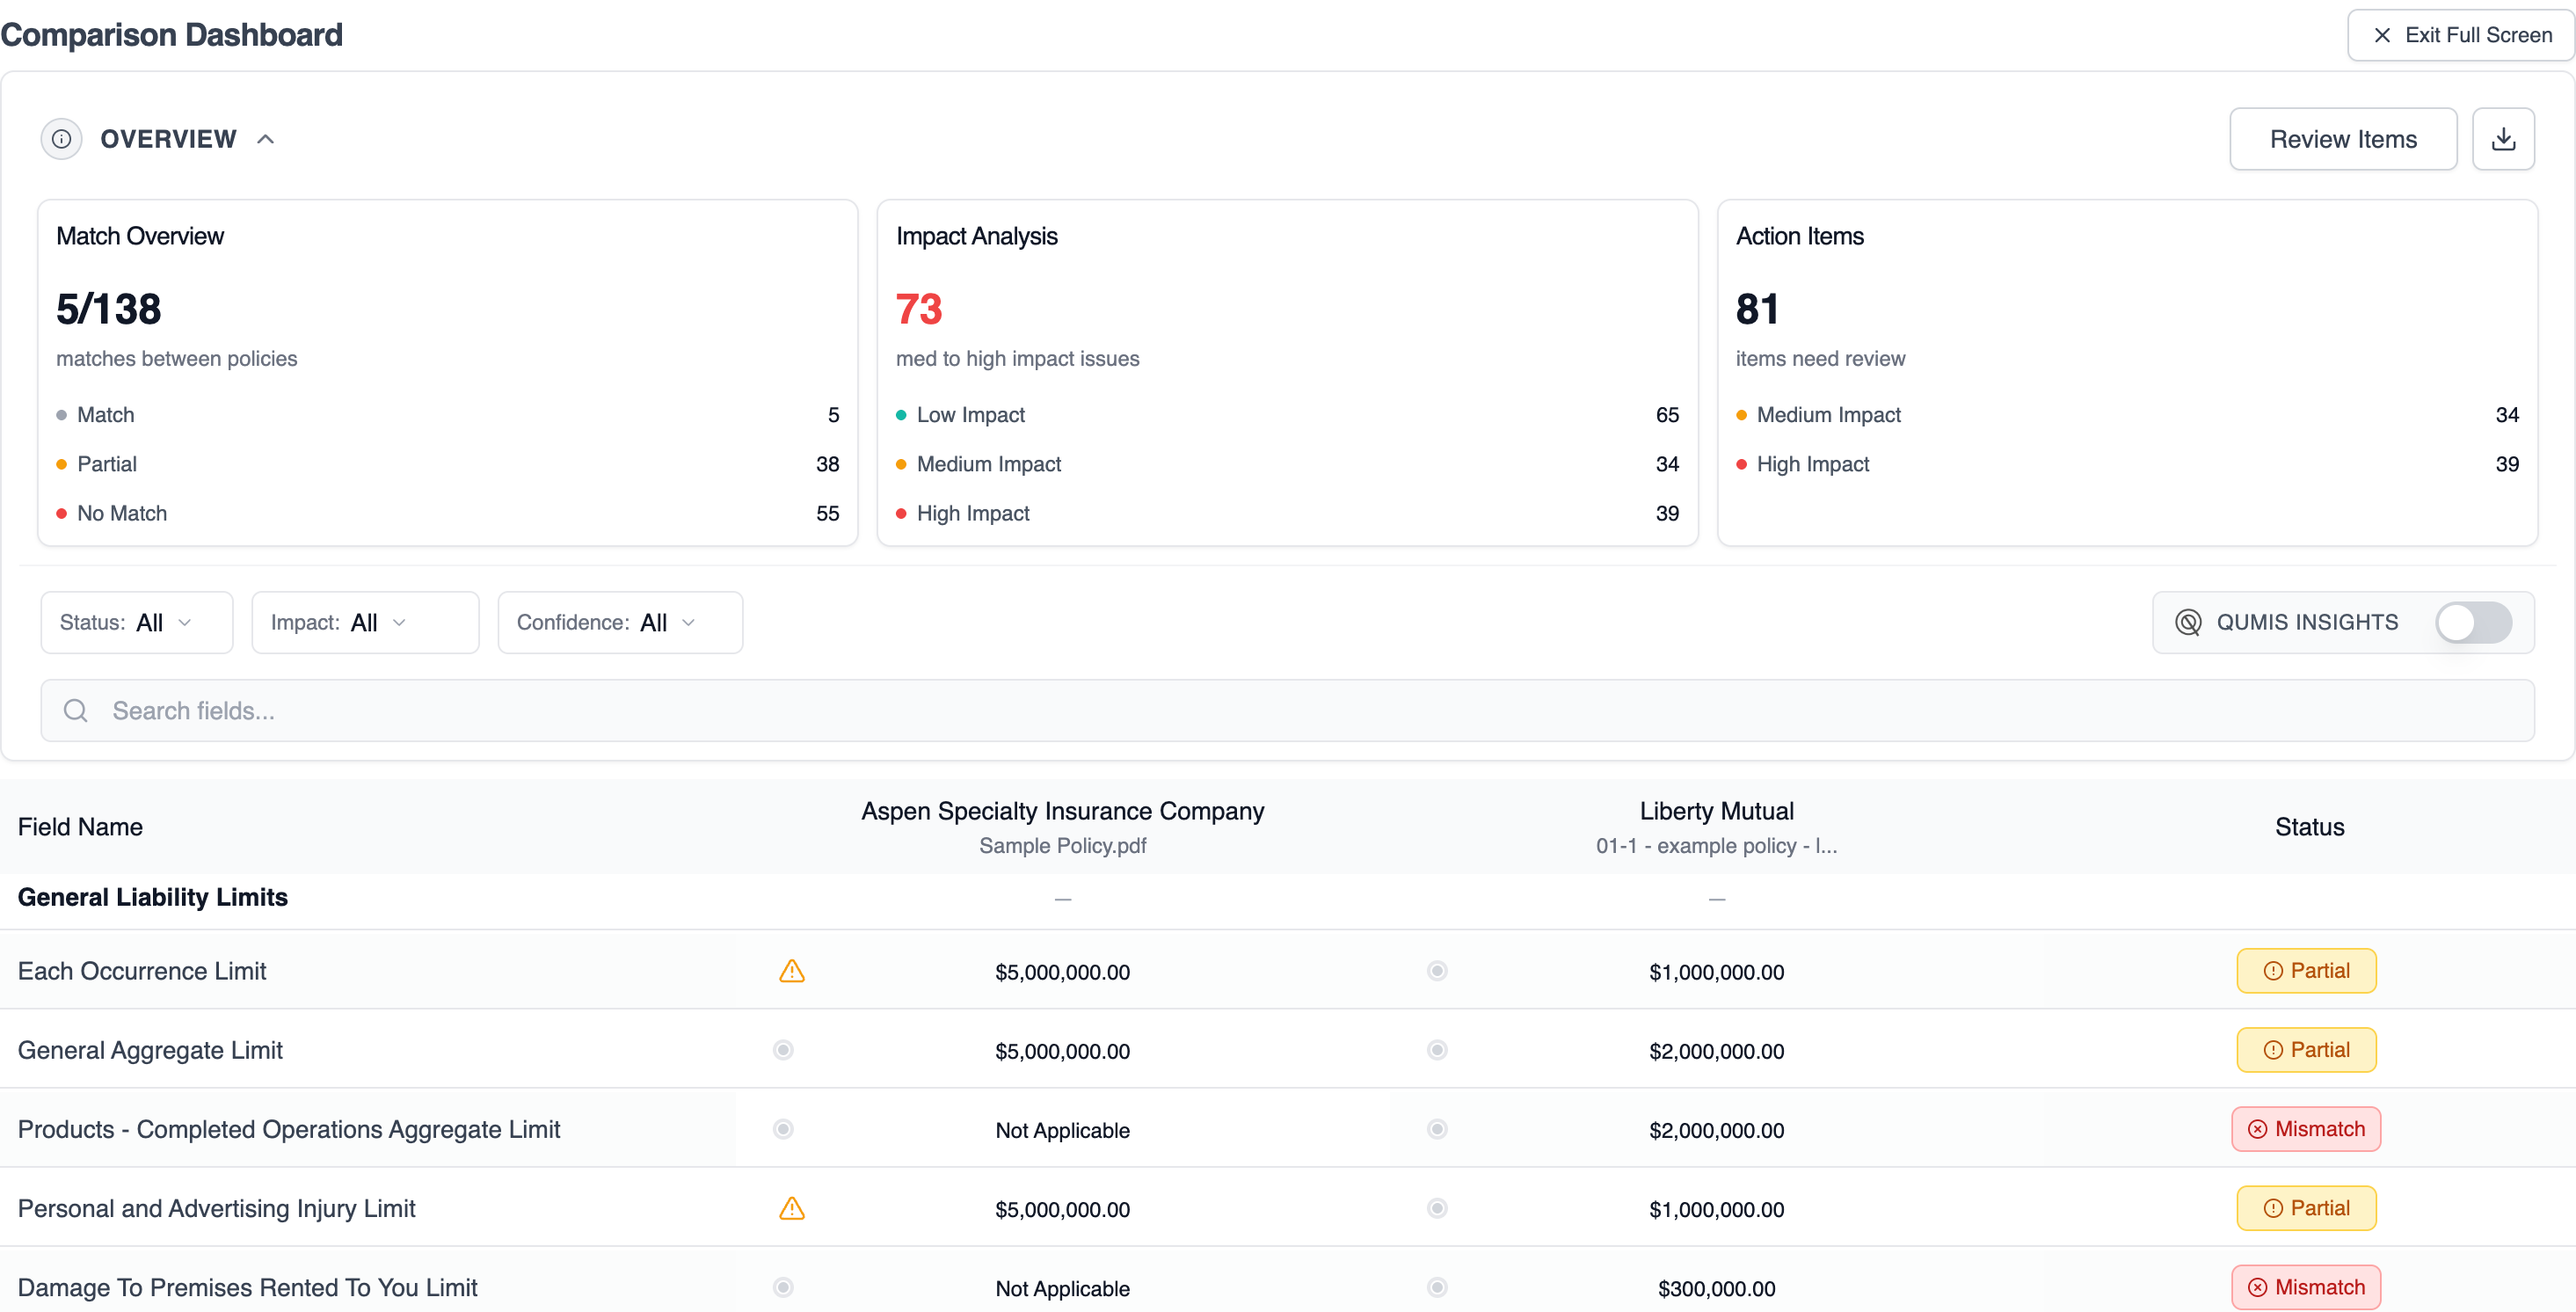 Comparison Dashboard
Exit Full Screen
OVERVIEW
Review Items
Match Overview
5/138
matches between policies
Match 5
Partial 38
No Match 55
Impact Analysis
73
med to high impact issues
Low Impact 65
Medium Impact 34
High Impact 39
Action Items
81
items need review
Medium Impact 34
High Impact 39
Status: All
Impact: All
Confidence: All
QUMIS INSIGHTS
Search fields...
Field Name
Aspen Specialty Insurance Company
Sample Policy.pdf
Liberty Mutual
01-1 - example policy - l...
Status
General Liability Limits — —
Each Occurrence Limit $5,000,000.00 $1,000,000.00 Partial
General Aggregate Limit $5,000,000.00 $2,000,000.00 Partial
Products - Completed Operations Aggregate Limit Not Applicable $2,000,000.00 Mismatch
Personal and Advertising Injury Limit $5,000,000.00 $1,000,000.00 Partial
Damage To Premises Rented To You Limit Not Applicable $300,000.00 Mismatch